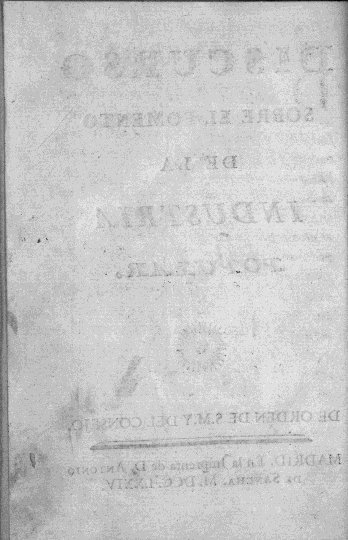 DISCURSO
SOBRE EL FOMENTO
DE LA
INDUSTRIA
POPULAR.
DE ORDEN DE S.M. Y DEL CONSEJO.
MADRID. En la Imprenta de D. ANTONIO
DE SANCHA. M.DCC.LXXIV.